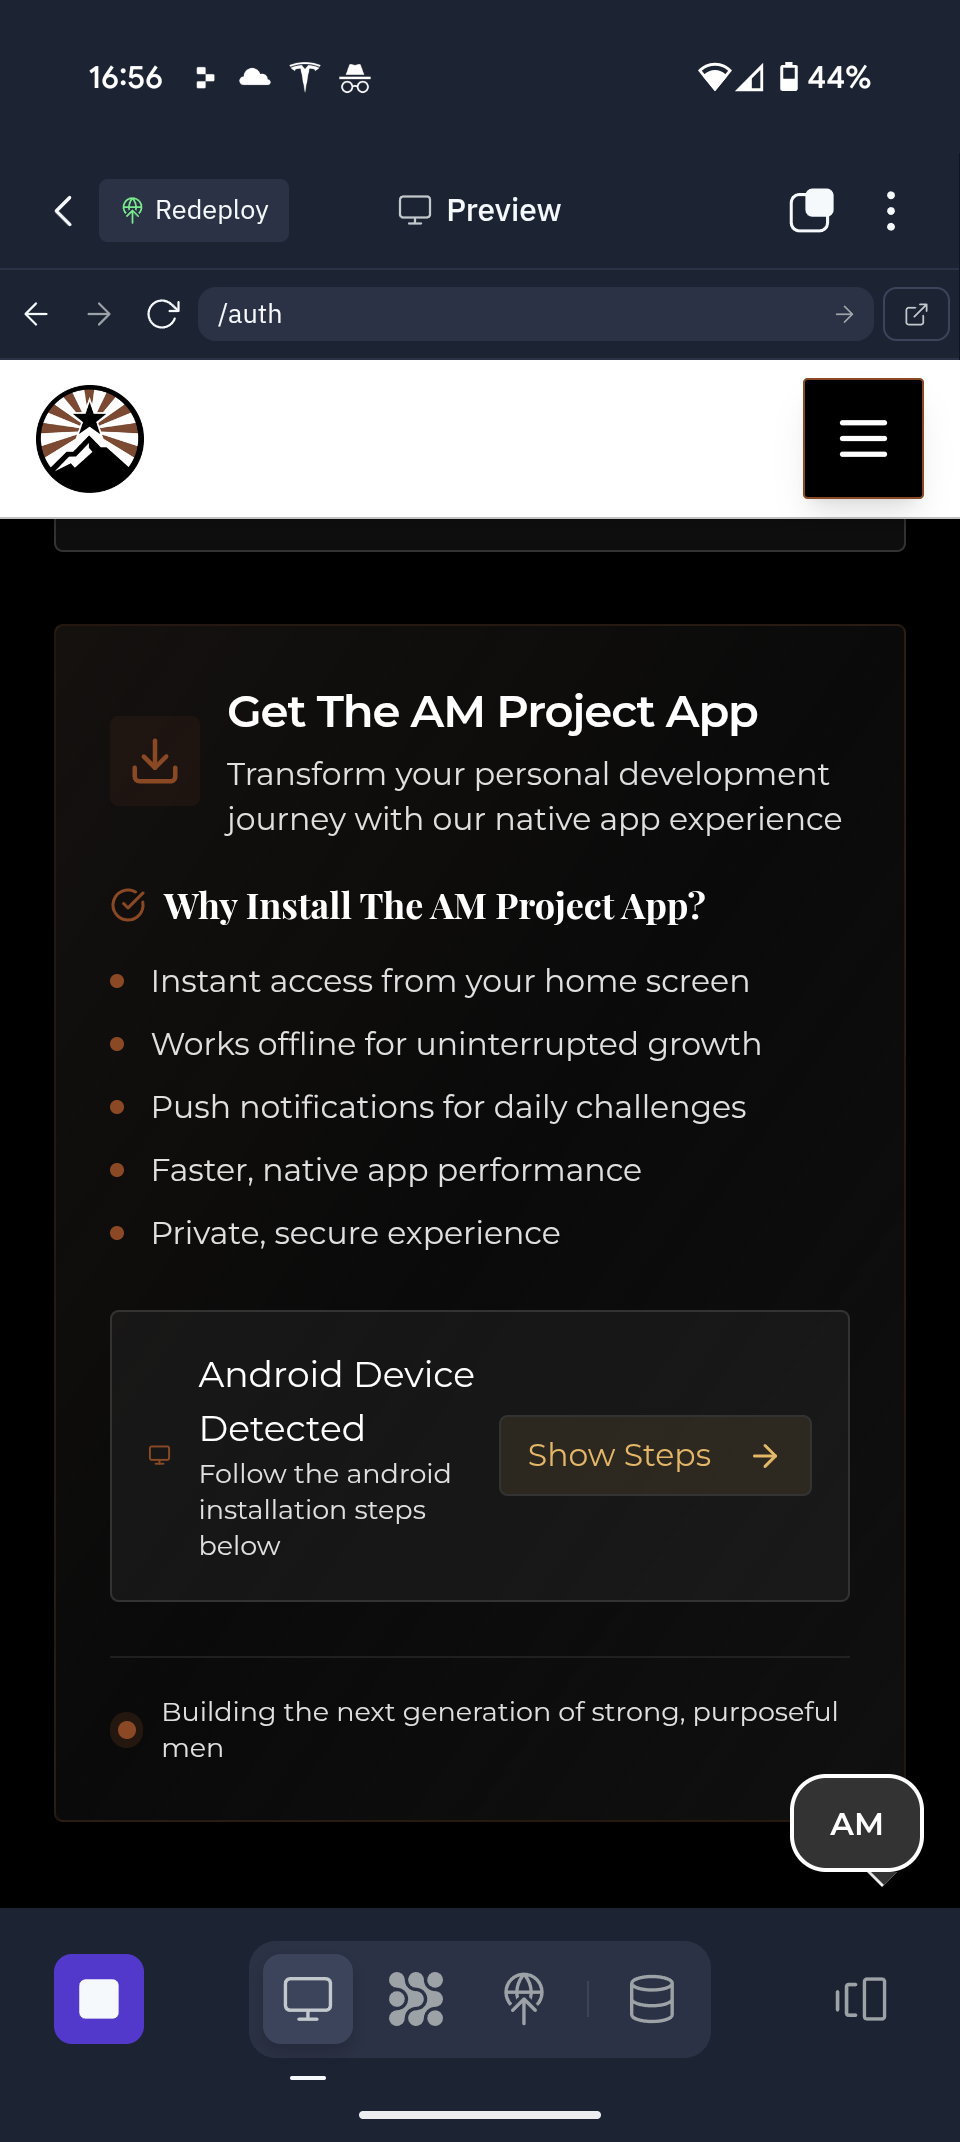 16:56
44%
Redeploy
Preview
/auth
Get The AM Project App
Transform your personal development
journey with our native app experience
Why Install The AM Project App?
Instant access from your home screen
Works offline for uninterrupted growth
Push notifications for daily challenges
Faster, native app performance
Private, secure experience
Android Device
Detected
Follow the android
installation steps
below
Show Steps
Building the next generation of strong, purposeful
men
AM